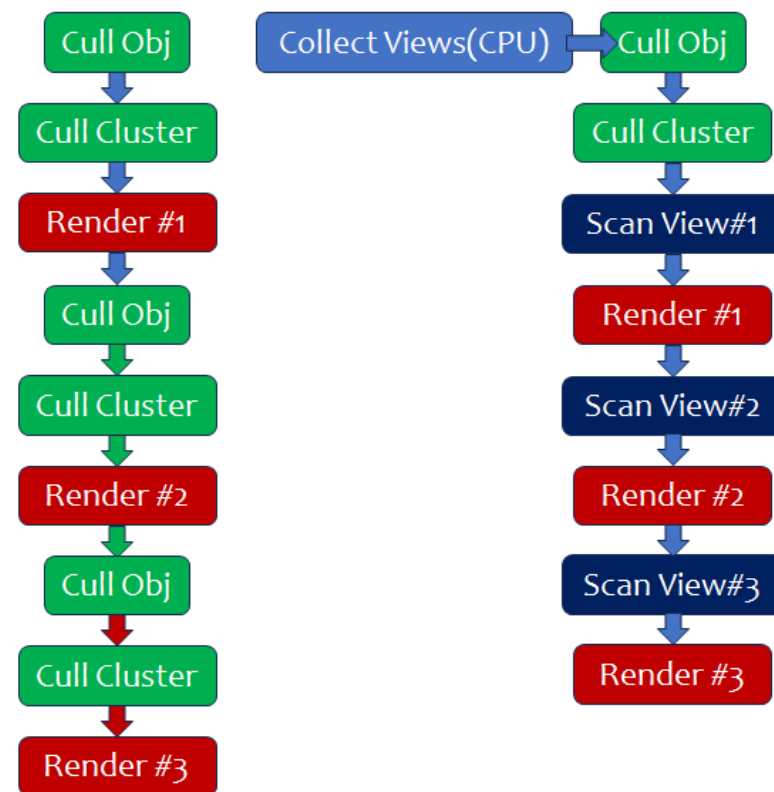 Cull Obj
Cull Cluster
Render #1
Cull Obj
Cull Cluster
Render #2
Cull Obj
Cull Cluster
Render #3
Collect Views(CPU)
Cull Obj
Cull Cluster
Scan View#1
Render #1
Scan View#2
Render #2
Scan View#3
Render #3